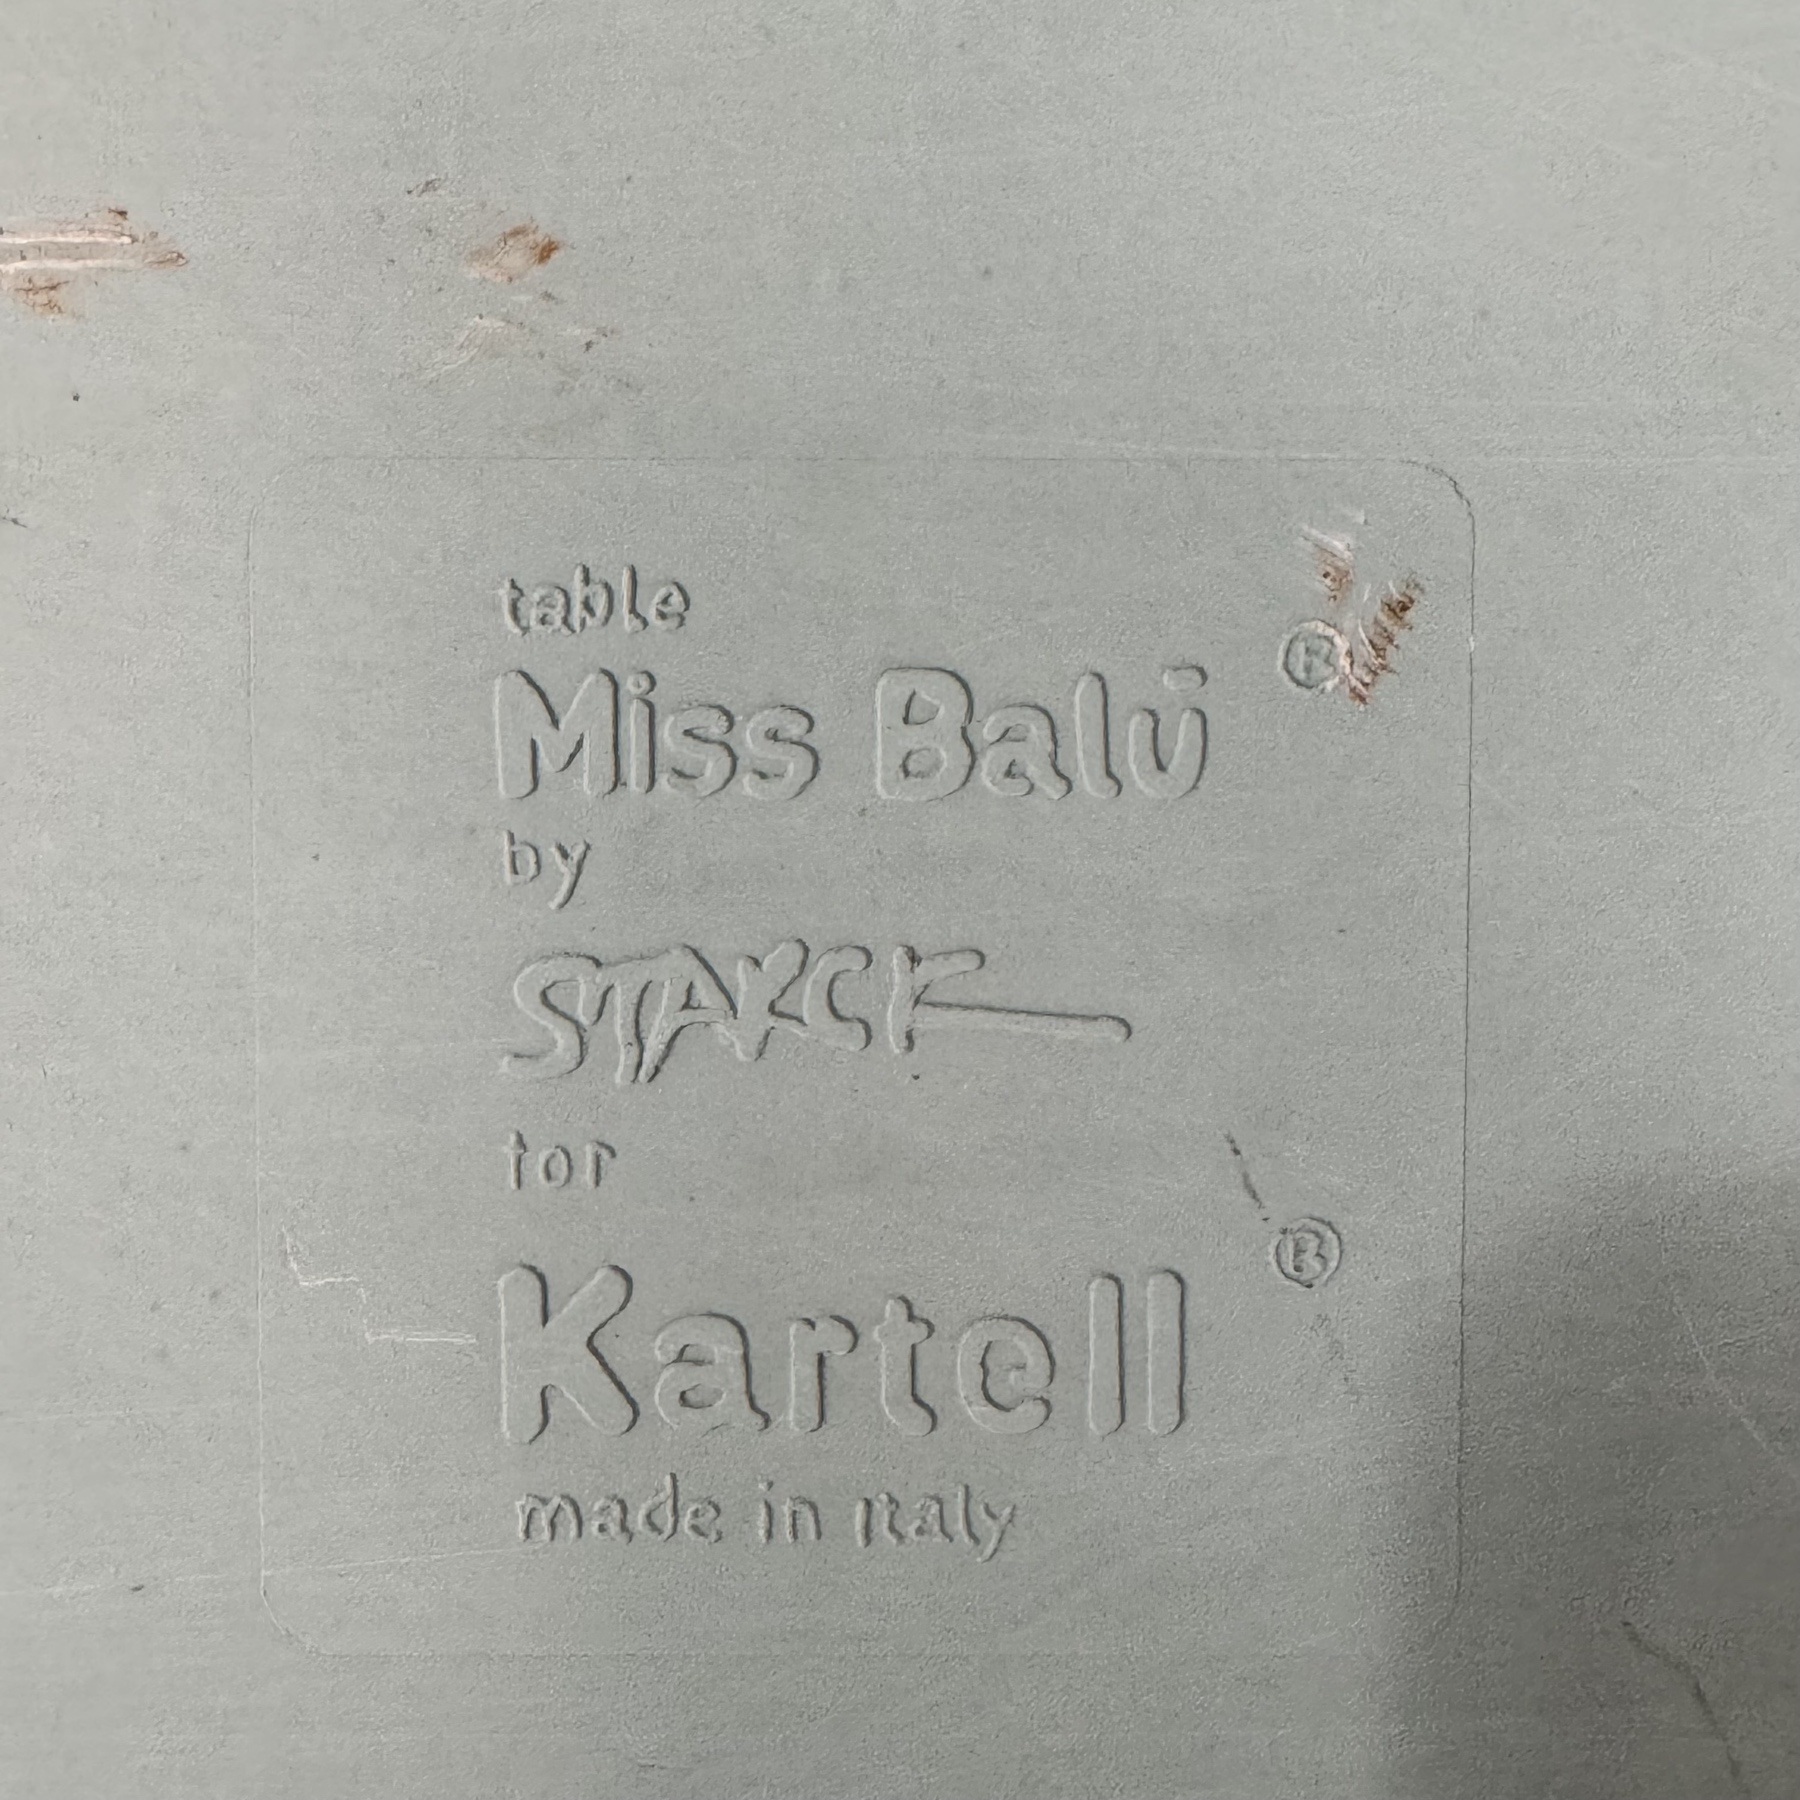 table
Miss Balù ®
by
STARCK
for
Kartell ®
made in Italy